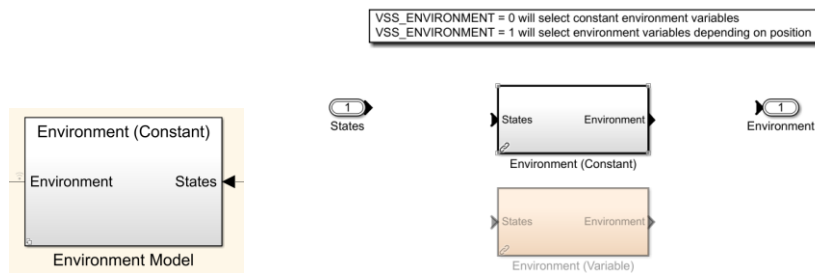 VSS_ENVIRONMENT = 0 will select constant environment variables
VSS_ENVIRONMENT = 1 will select environment variables depending on position
Environment (Constant)
Environment States
Environment Model
1
States
States Environment
Environment (Constant)
1
Environment
States Environment
Environment (Variable)